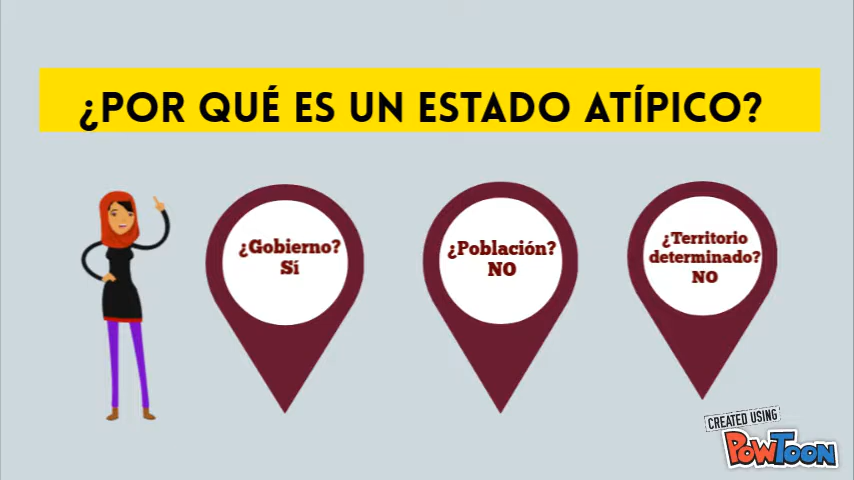 ¿POR QUÉ ES UN ESTADO ATÍPICO?
¿Gobierno?
Sí
¿Población?
NO
¿Territorio
determinado?
NO
CREATED USING
POWTOON